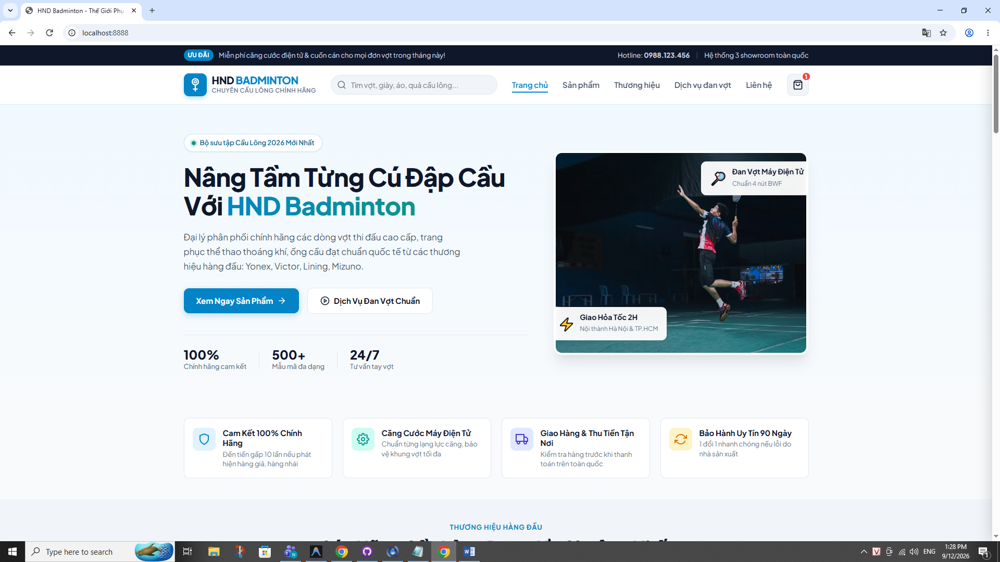 HND Badminton - Thế Giới Phụ
localhost:8888
ƯU ĐÃI Miễn phí căng cước điện tử & cuốn cán cho mọi đơn vợt trong tháng này!
Hotline: 0988.123.456 | Hệ thống 3 showroom toàn quốc
HND BADMINTON
CHUYÊN CẦU LÔNG CHÍNH HÃNG
Tìm vợt, giày, áo, quả cầu lông...
Trang chủ Sản phẩm Thương hiệu Dịch vụ đan vợt Liên hệ
1
Bộ sưu tập Cầu Lông 2026 Mới Nhất
Nâng Tầm Từng Cú Đập Cầu
Với HND Badminton
Đại lý phân phối chính hãng các dòng vợt thi đấu cao cấp, trang
phục thể thao thoáng khí, ống cầu đạt chuẩn quốc tế từ các thương
hiệu hàng đầu: Yonex, Victor, Lining, Mizuno.
Xem Ngay Sản Phẩm
Dịch Vụ Đan Vợt Chuẩn
100%
Chính hãng cam kết
500+
Mẫu mã đa dạng
24/7
Tư vấn tay vợt
Đan Vợt Máy Điện Tử
Chuẩn 4 nút BWF
Giao Hỏa Tốc 2H
Nội thành Hà Nội & TP.HCM
Cam Kết 100% Chính
Hãng
Đền tiền gấp 10 lần nếu phát
hiện hàng giả, hàng nhái
Căng Cước Máy Điện Tử
Chuẩn từng lạng lực căng, bảo
vệ khung vợt tối đa
Giao Hàng & Thu Tiền Tận
Nơi
Kiểm tra hàng trước khi thanh
toán trên toàn quốc
Bảo Hành Uy Tín 90 Ngày
1 đổi 1 nhanh chóng nếu lỗi do
nhà sản xuất
THƯƠNG HIỆU HÀNG ĐẦU
Type here to search
ENG
1:28 PM
9/12/2026
1